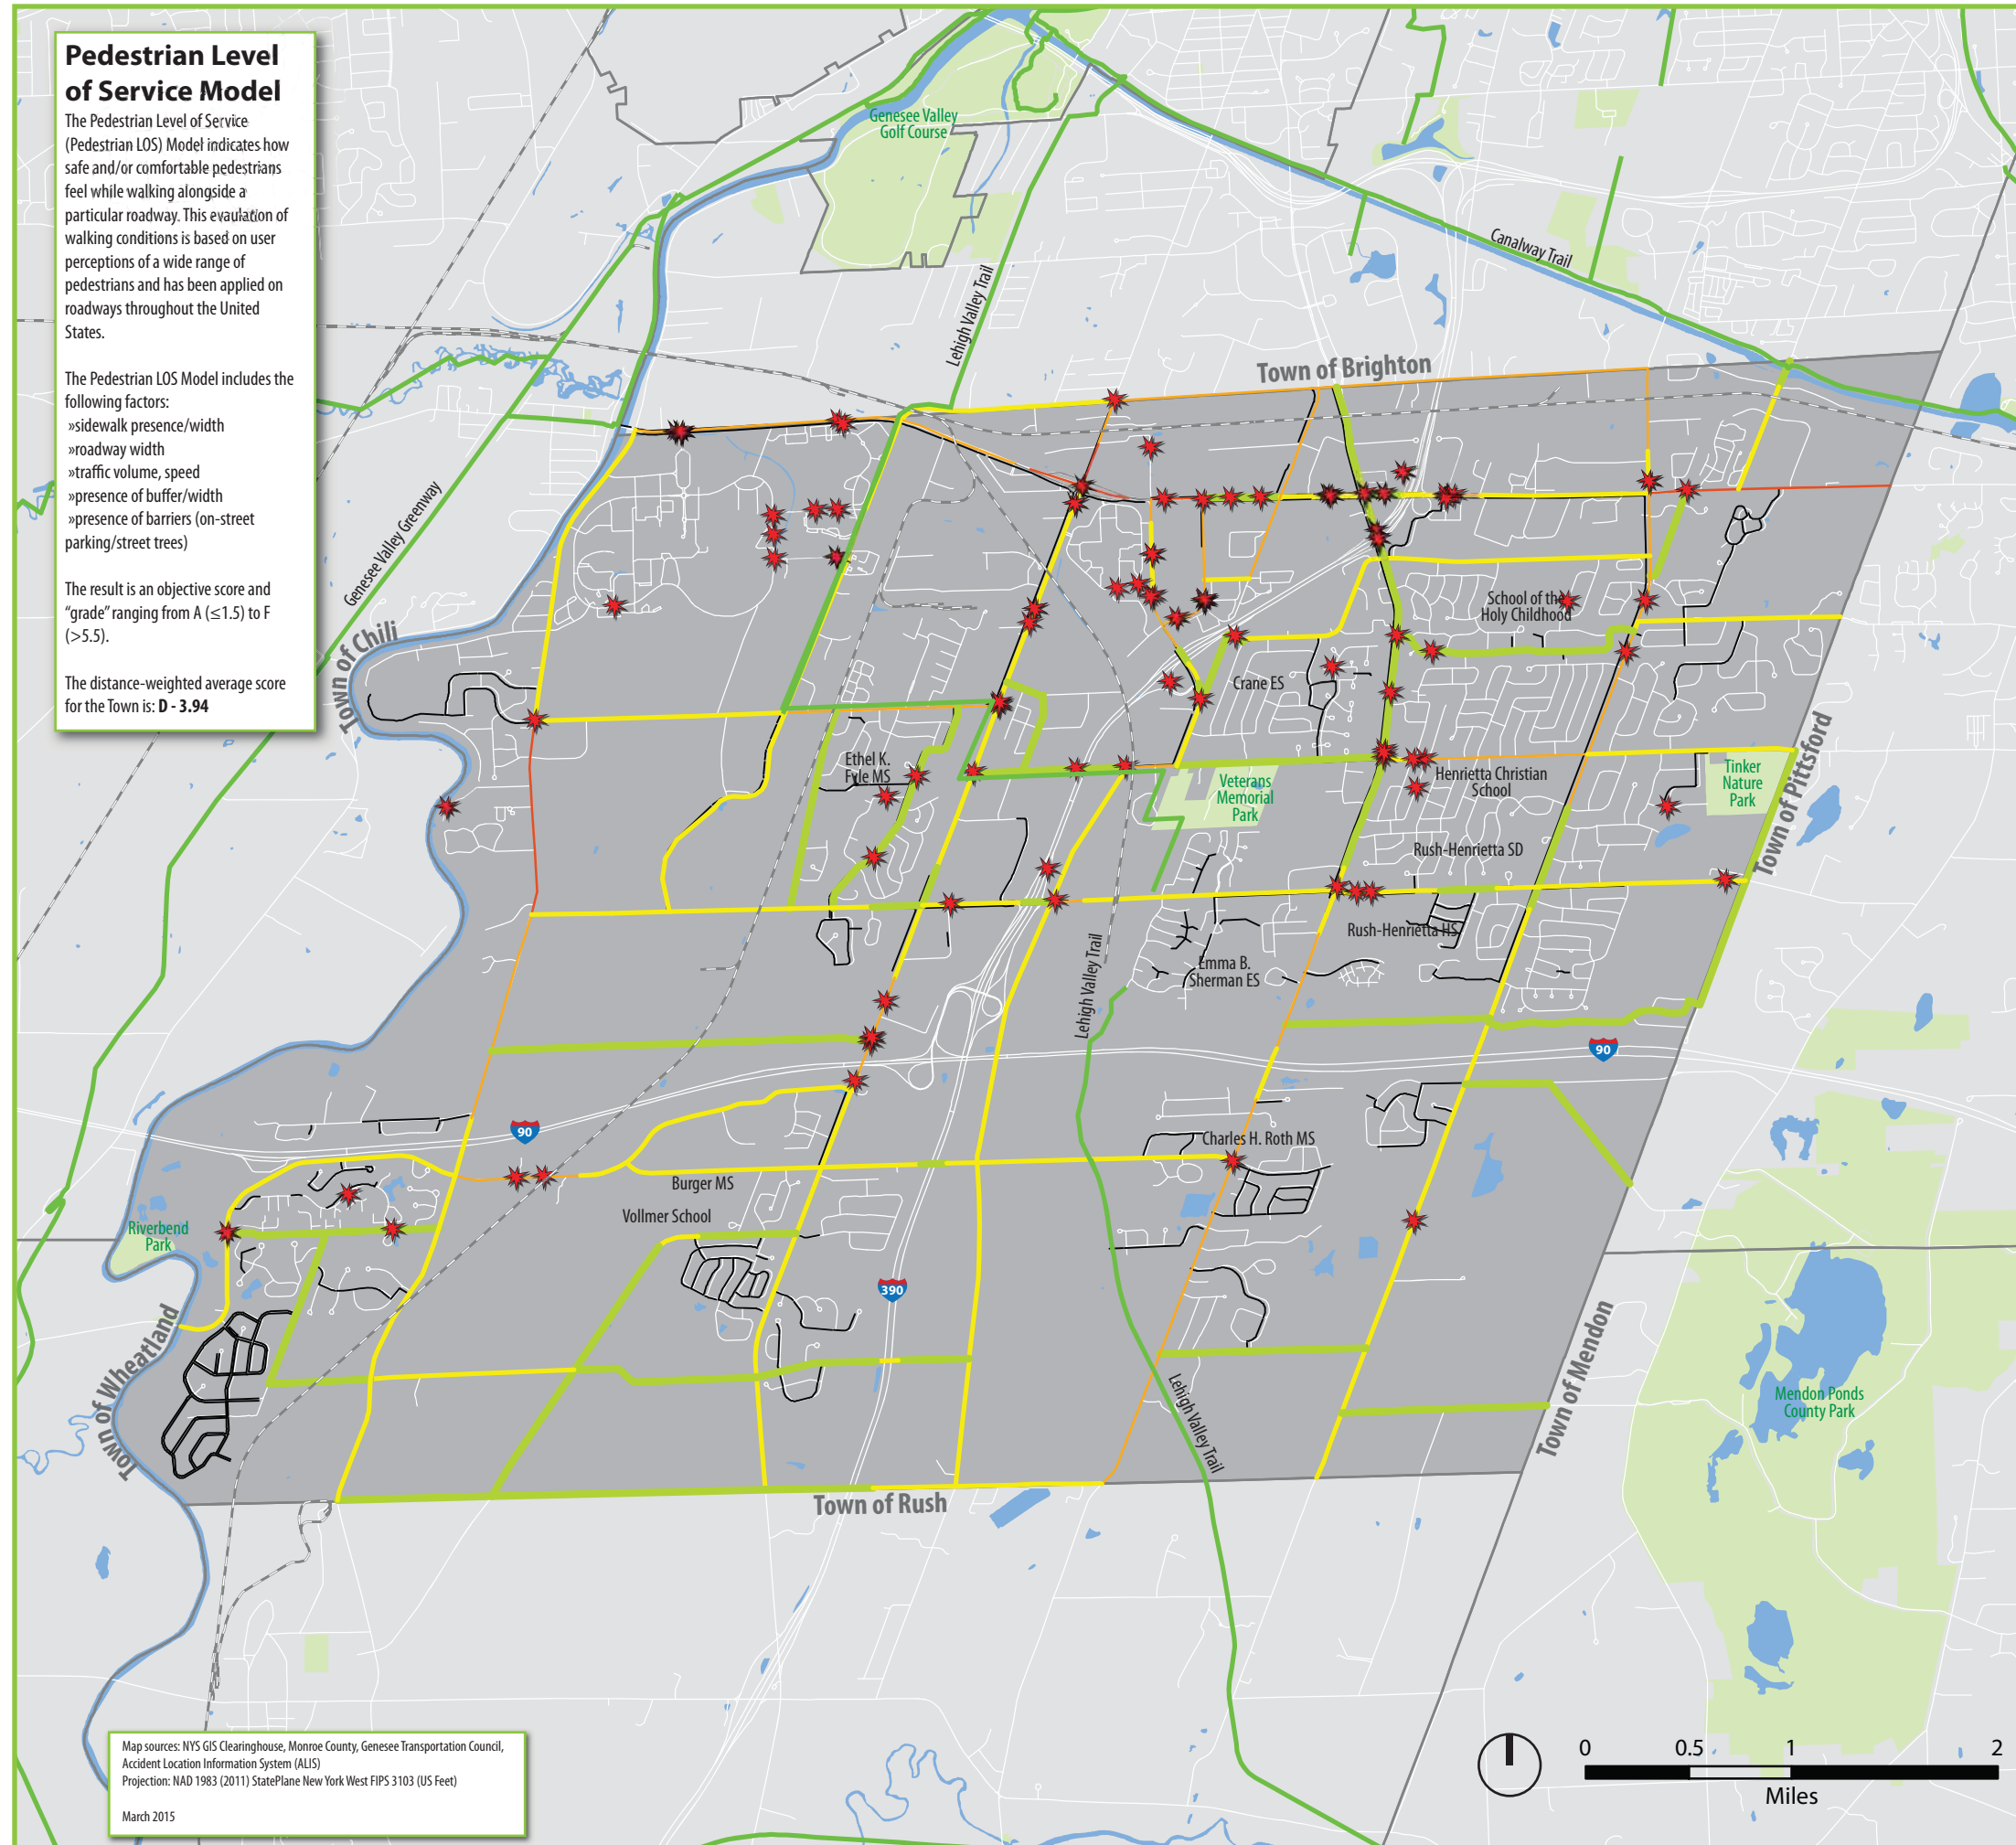 Pedestrian Level
of Service Model
The Pedestrian Level of Service
(Pedestrian LOS) Model indicates how
safe and/or comfortable pedestrians
feel while walking alongside a
particular roadway. This evaulation of
walking conditions is based on user
perceptions of a wide range of
pedestrians and has been applied on
roadways throughout the United
States.
The Pedestrian LOS Model includes the
following factors:
»sidewalk presence/width
»roadway width
»traffic volume, speed
»presence of buffer/width
»presence of barriers (on-street
parking/street trees)
The result is an objective score and
“grade” ranging from A (≤1.5) to F
(>5.5).
The distance-weighted average score
for the Town is: D - 3.94
Genesee Valley
Golf Course
Canalway Trail
Lehigh Valley Trail
Town of Brighton
Genesee Valley Greenway
Town of Chili
School of the
Holy Childhood
Crane ES
Ethel K.
Fyle MS
Veterans
Memorial
Park
Henrietta Christian
School
Tinker
Nature
Park
Town of Pittsford
Rush-Henrietta SD
Rush-Henrietta HS
Lehigh Valley Trail
Emma B.
Sherman ES
90
90
Charles H. Roth MS
Burger MS
Vollmer School
Riverbend
Park
390
Town of Wheatland
Town of Mendon
Mendon Ponds
County Park
Lehigh Valley Trail
Town of Rush
Map sources: NYS GIS Clearinghouse, Monroe County, Genesee Transportation Council,
Accident Location Information System (ALIS)
Projection: NAD 1983 (2011) StatePlane New York West FIPS 3103 (US Feet)
March 2015
0 0.5 1 2
Miles